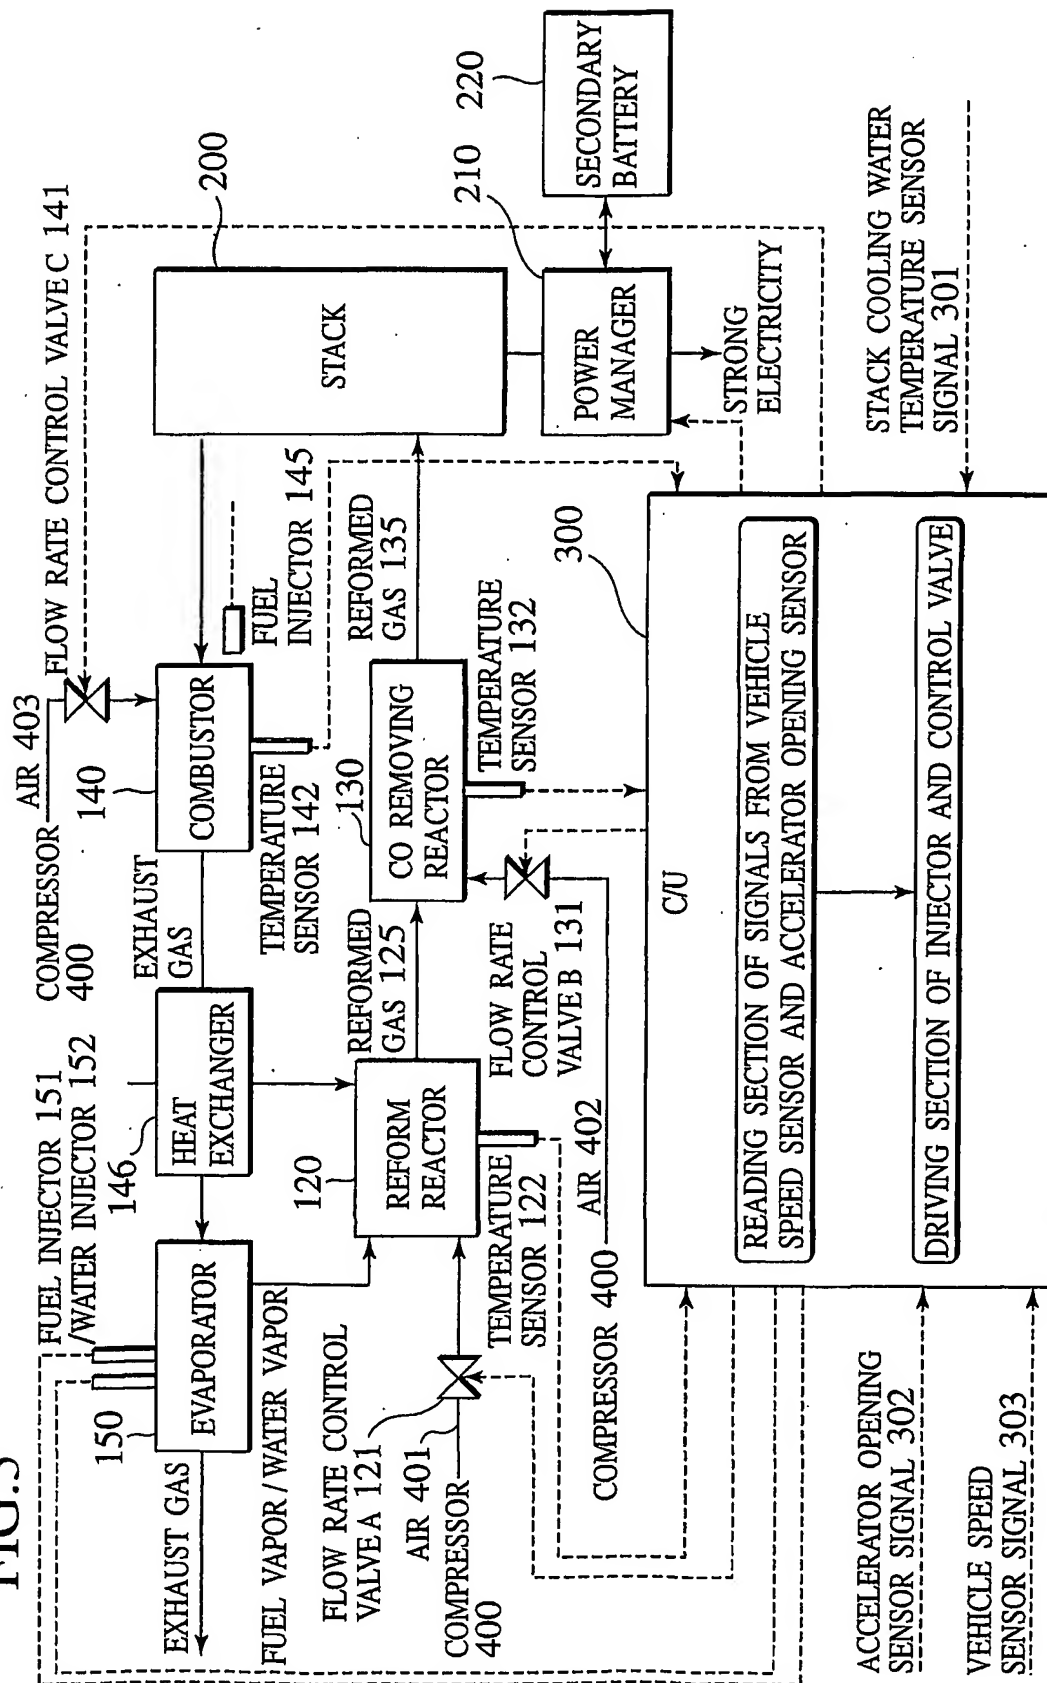 FIG.3
FUEL INJECTOR 151
/WATER INJECTOR 152
COMPRESSOR
400
AIR 403
FLOW RATE CONTROL VALVE C 141
150
146
140
200
EXHAUST GAS
EVAPORATOR
HEAT
EXCHANGER
EXHAUST
GAS
COMBUSTOR
FUEL
INJECTOR 145
STACK
FUEL VAPOR/WATER VAPOR
TEMPERATURE
SENSOR 142
120
130
FLOW RATE CONTROL
VALVE A 121
REFORM
REACTOR
REFORMED
GAS 125
CO REMOVING
REACTOR
REFORMED
GAS 135
210
220
AIR 401
COMPRESSOR
400
TEMPERATURE
SENSOR 122
FLOW RATE
CONTROL
VALVE B 131
TEMPERATURE
SENSOR 132
POWER
MANAGER
SECONDARY
BATTERY
COMPRESSOR 400
AIR 402
300
STRONG
ELECTRICITY
C/U
READING SECTION OF SIGNALS FROM VEHICLE
SPEED SENSOR AND ACCELERATOR OPENING SENSOR
DRIVING SECTION OF INJECTOR AND CONTROL VALVE
STACK COOLING WATER
TEMPERATURE SENSOR
SIGNAL 301
ACCELERATOR OPENING
SENSOR SIGNAL 302
VEHICLE SPEED
SENSOR SIGNAL 303